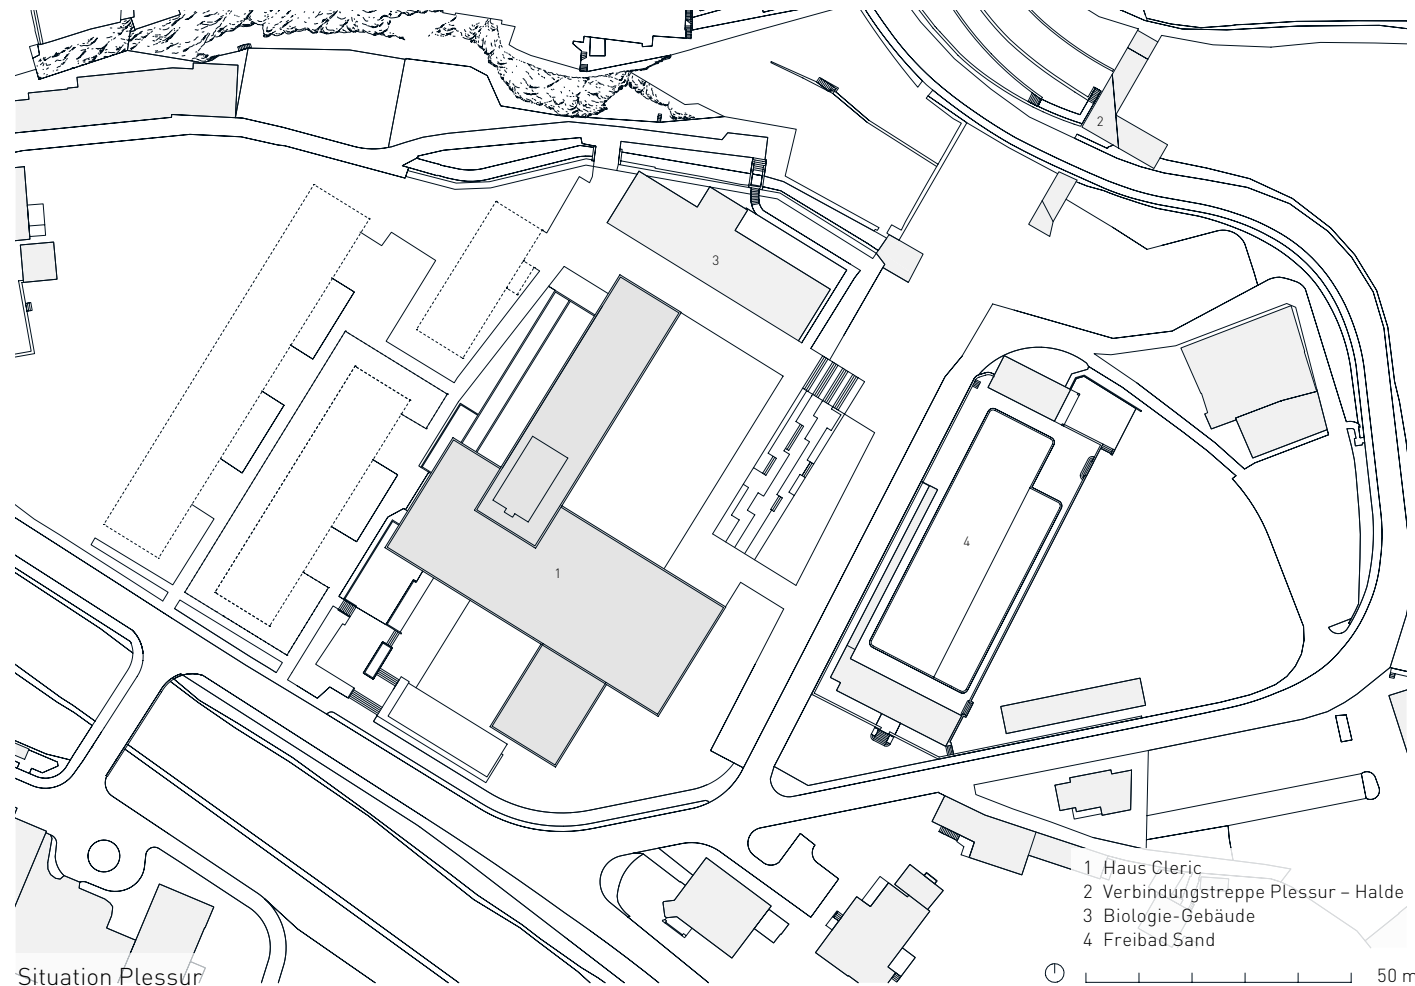 2
3
4
1
1 Haus Cleric
2 Verbindungstreppe Plessur – Halde
3 Biologie-Gebäude
4 Freibad Sand
Situation Plessur
50 m